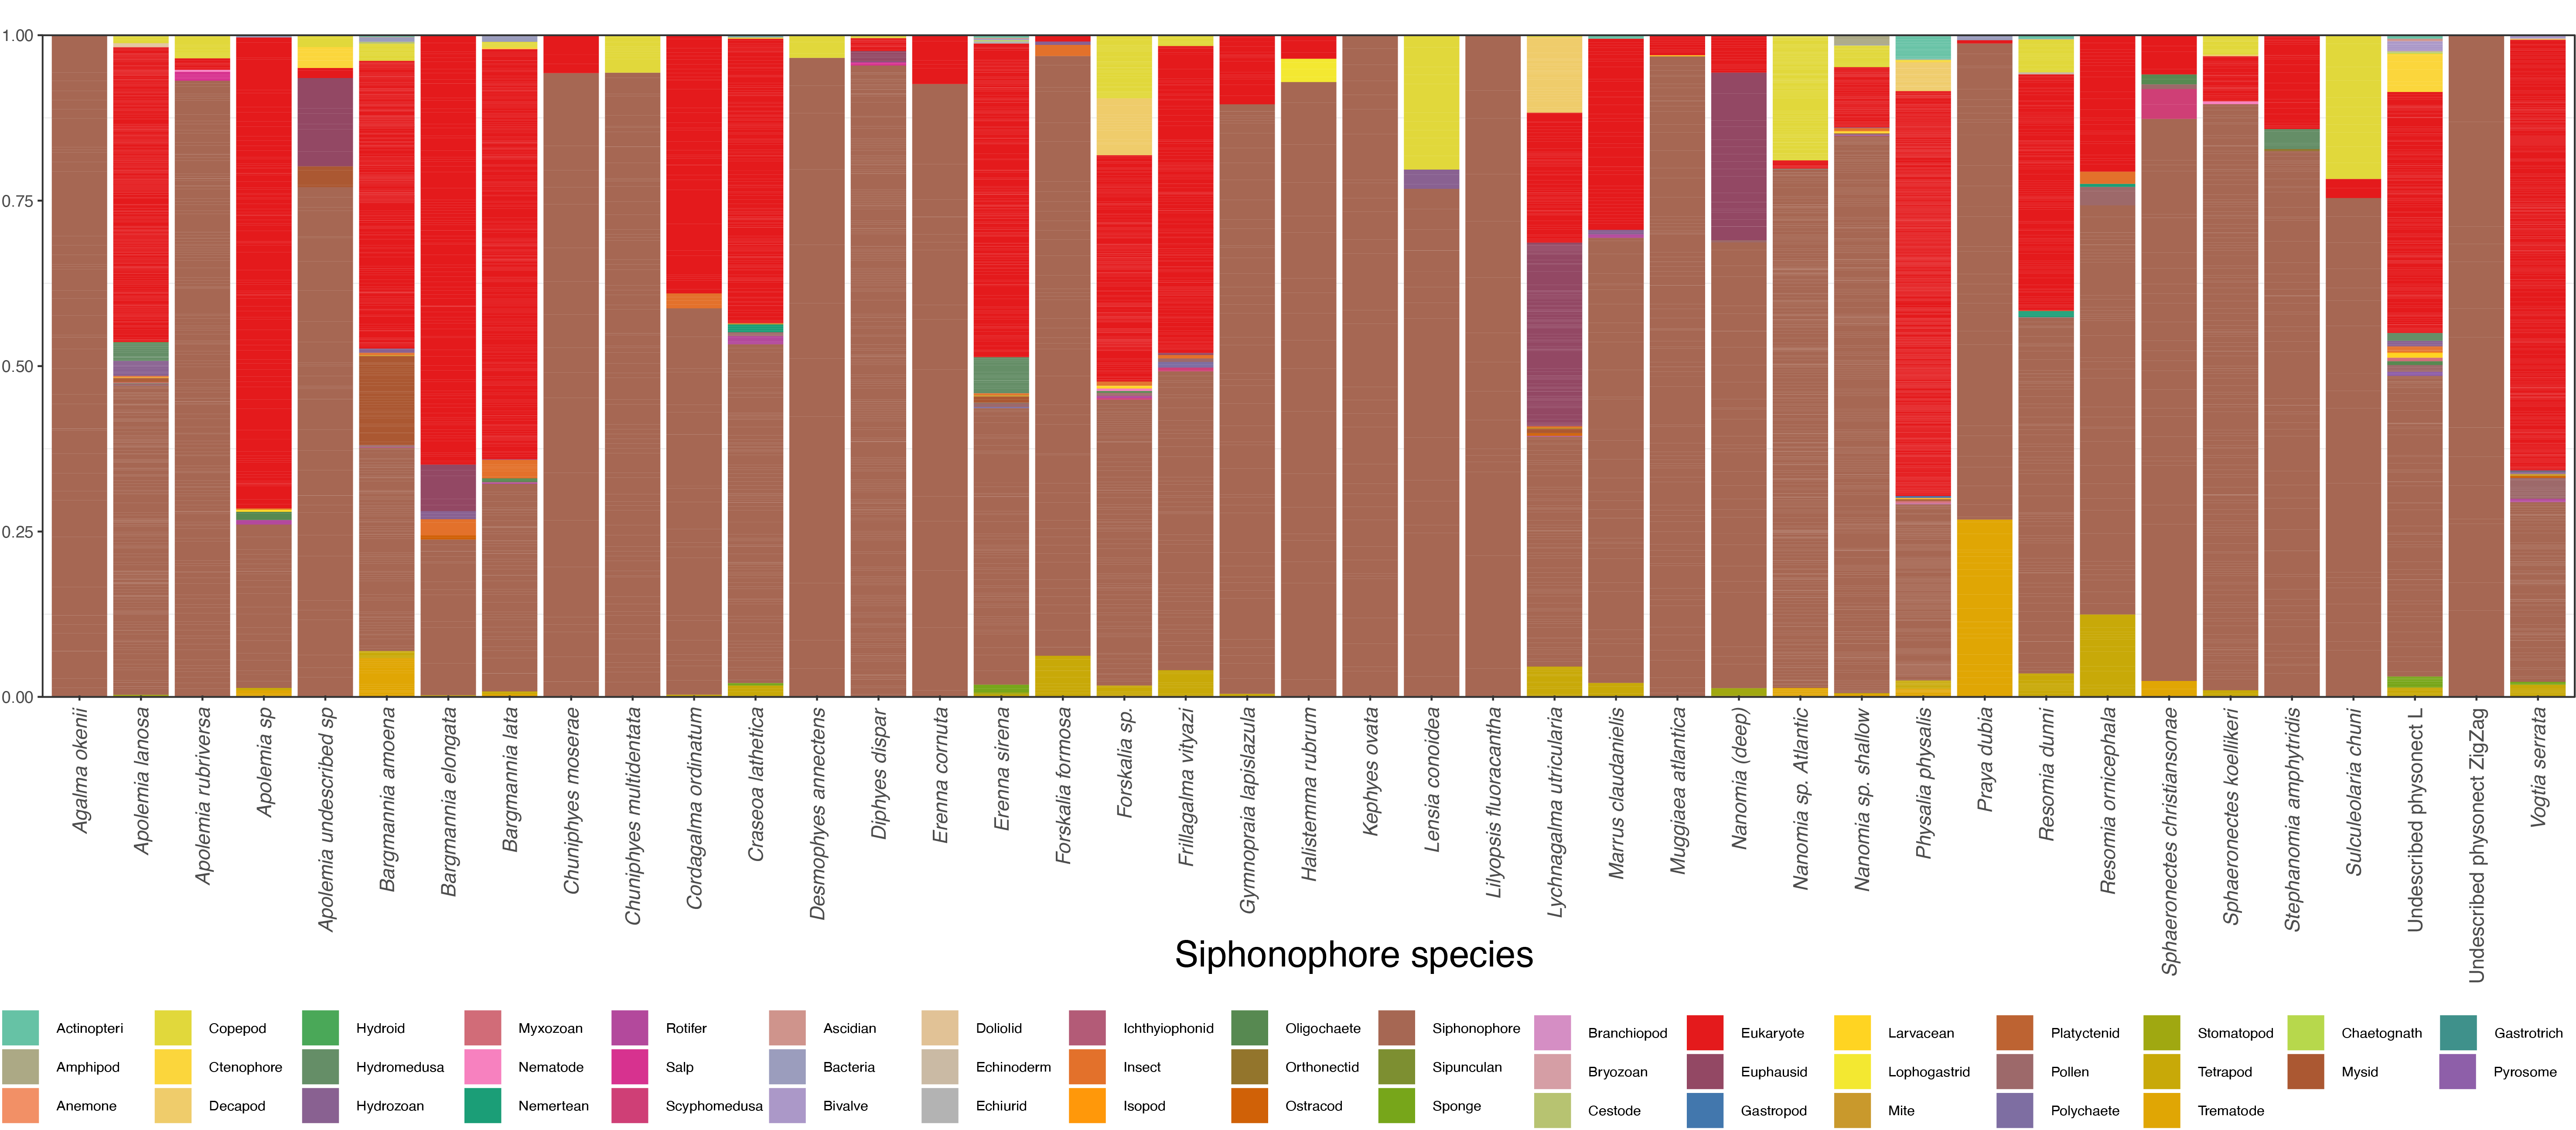 1.00
0.75
0.50
0.25
0.00
Agalma okenii
Apolemia lanosa
Apolemia rubriversa
Apolemia sp
Apolemia undescribed sp
Bargmannia amoena
Bargmannia elongata
Bargmannia lata
Chuniphyes moserae
Chuniphyes multidentata
Cordagalma ordinatum
Craseoa lathetica
Desmophyes annectens
Diphyes dispar
Erenna cornuta
Erenna sirena
Forskalia formosa
Forskalia sp.
Frillagalma vityazi
Gymnopraia lapislazula
Halistemma rubrum
Kephyes ovata
Lensia conoidea
Lilyopsis fluoracantha
Lychnagalma utricularia
Marrus claudanielis
Muggiaea atlantica
Nanomia (deep)
Nanomia sp. Atlantic
Nanomia sp. shallow
Physalia physalis
Praya dubia
Resomia dunni
Resomia ornicephala
Sphaeronectes christiansonae
Sphaeronectes koellikeri
Stephanomia amphytridis
Sulculeolaria chuni
Undescribed physonect L
Undescribed physonect ZigZag
Vogtia serrata
Siphonophore species
Actinopteri Copepod Hydroid Myxozoan Rotifer Ascidian Doliolid Ichthyiophonid Oligochaete Siphonophore Branchiopod Eukaryote Larvacean Platyctenid Stomatopod Chaetognath Gastrotrich
Amphipod Ctenophore Hydromedusa Nematode Salp Bacteria Echinoderm Insect Orthonectid Sipunculan Bryozoan Euphausid Lophogastrid Pollen Tetrapod Mysid Pyrosome
Anemone Decapod Hydrozoan Nemertean Scyphomedusa Bivalve Echiurid Isopod Ostracod Sponge Cestode Gastropod Mite Polychaete Trematode